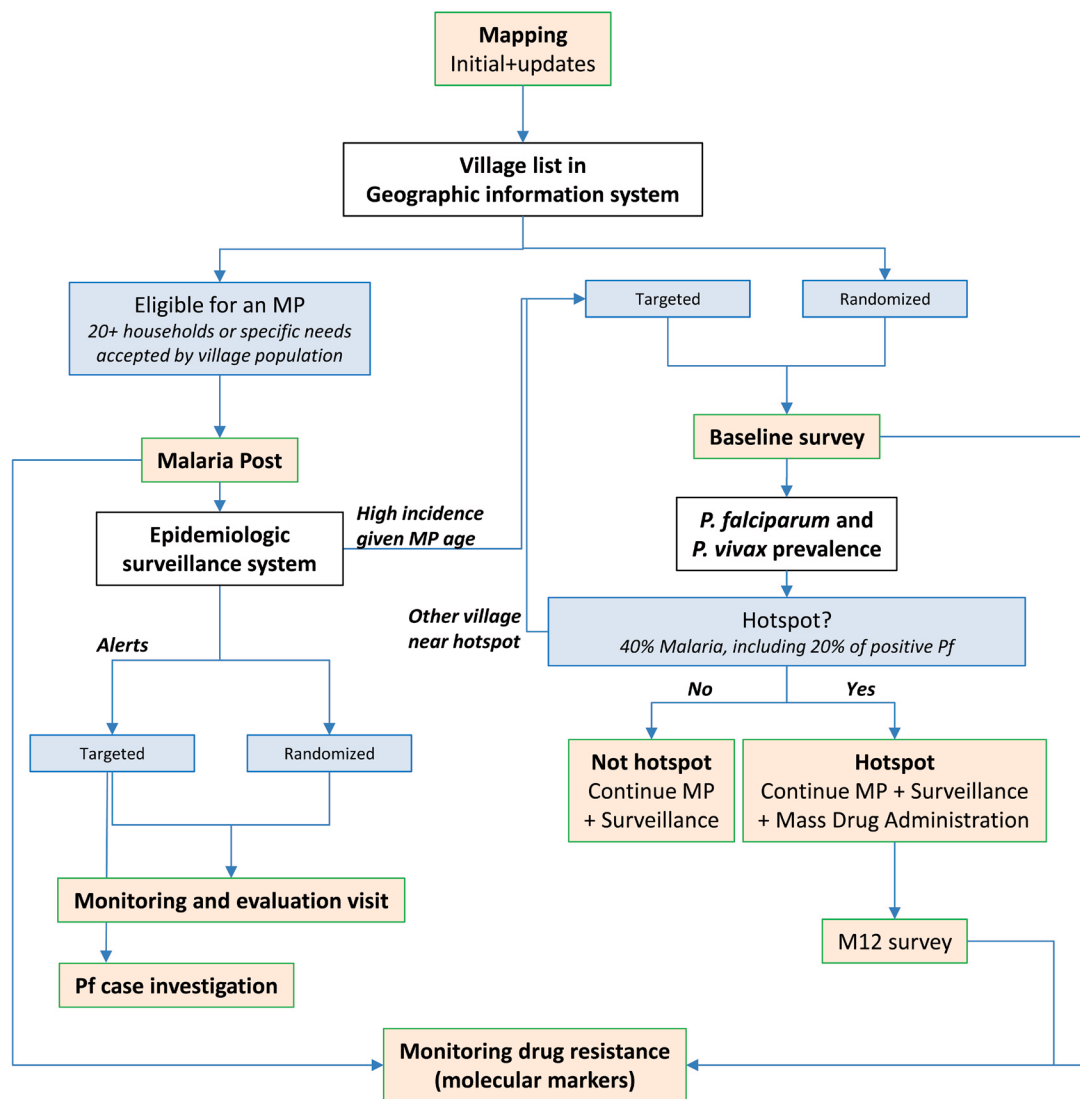 Mapping
Initial+updates
Village list in
Geographic information system
Eligible for an MP
20+ households or specific needs
accepted by village population
Targeted
Randomized
Malaria Post
Baseline survey
Epidemiologic
surveillance system
High incidence
given MP age
P. falciparum and
P. vivax prevalence
Other village
near hotspot
Hotspot?
40% Malaria, including 20% of positive Pf
Alerts
No
Yes
Targeted
Randomized
Not hotspot
Continue MP
+ Surveillance
Hotspot
Continue MP + Surveillance
+ Mass Drug Administration
Monitoring and evaluation visit
M12 survey
Pf case investigation
Monitoring drug resistance
(molecular markers)